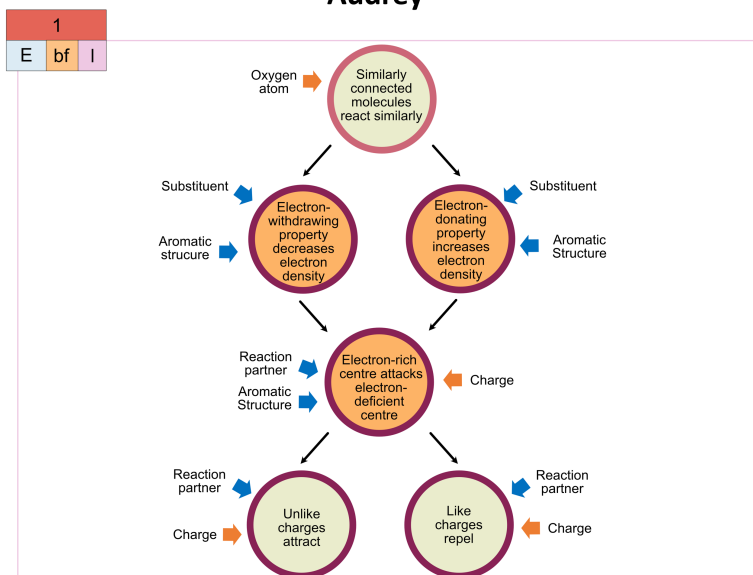 Audrey
1
E bf I
Oxygen
atom
Similarly
connected
molecules
react similarly
Substituent
Aromatic
strucure
Electron-
withdrawing
property
decreases
electron
density
Electron-
donating
property
increases
electron
density
Substituent
Aromatic
Structure
Reaction
partner
Aromatic
Structure
Electron-rich
centre attacks
electron-
deficient
centre
Charge
Reaction
partner
Charge
Unlike
charges
attract
Like
charges
repel
Reaction
partner
Charge